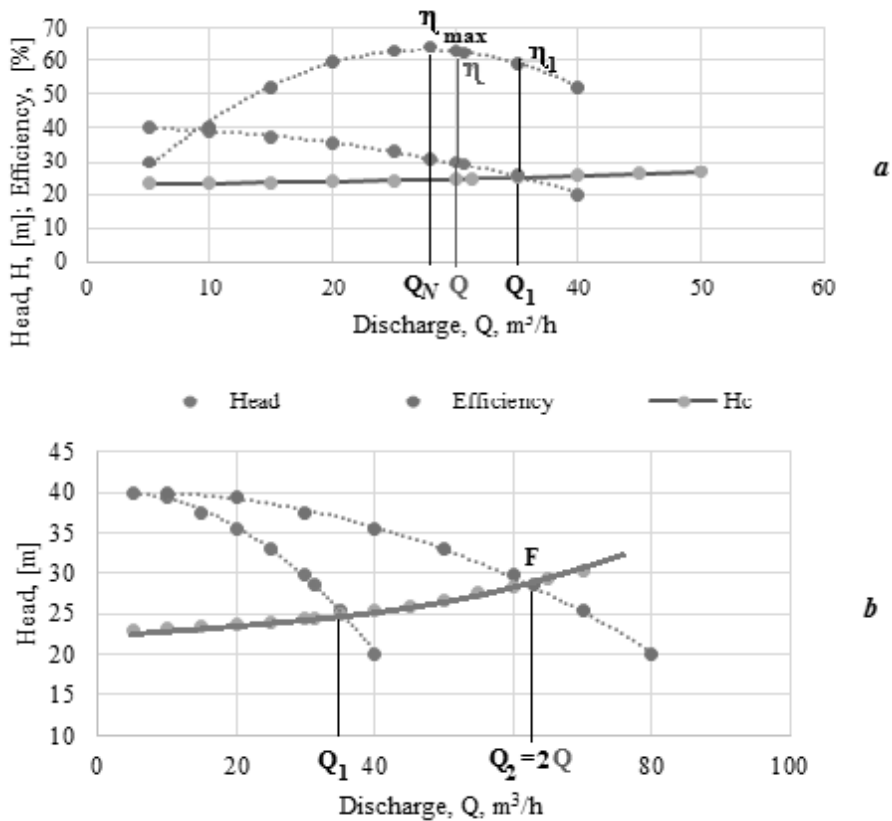 Head, H, [m]; Efficiency, [%]
70
60
50
40
30
20
10
0
η max
η
η1
a
0 10 20 40 50 60
QN Q Q1
Discharge, Q, m³/h
Head Efficiency Hc
Head, [m]
45
40
35
30
25
20
15
10
F
b
0 20 40 80 100
Q1 Q2=2Q
Discharge, Q, m³/h